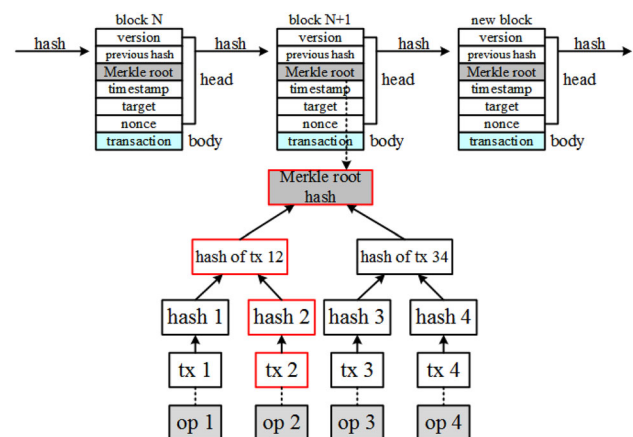 block N block N+1 new block
hash version hash version hash version hash
previous hash previous hash previous hash
Merkle root head Merkle root head Merkle root head
timestamp timestamp timestamp
target target target
nonce nonce nonce
transaction body transaction body transaction body
Merkle root
hash
hash of tx 12 hash of tx 34
hash 1 hash 2 hash 3 hash 4
tx 1 tx 2 tx 3 tx 4
op 1 op 2 op 3 op 4